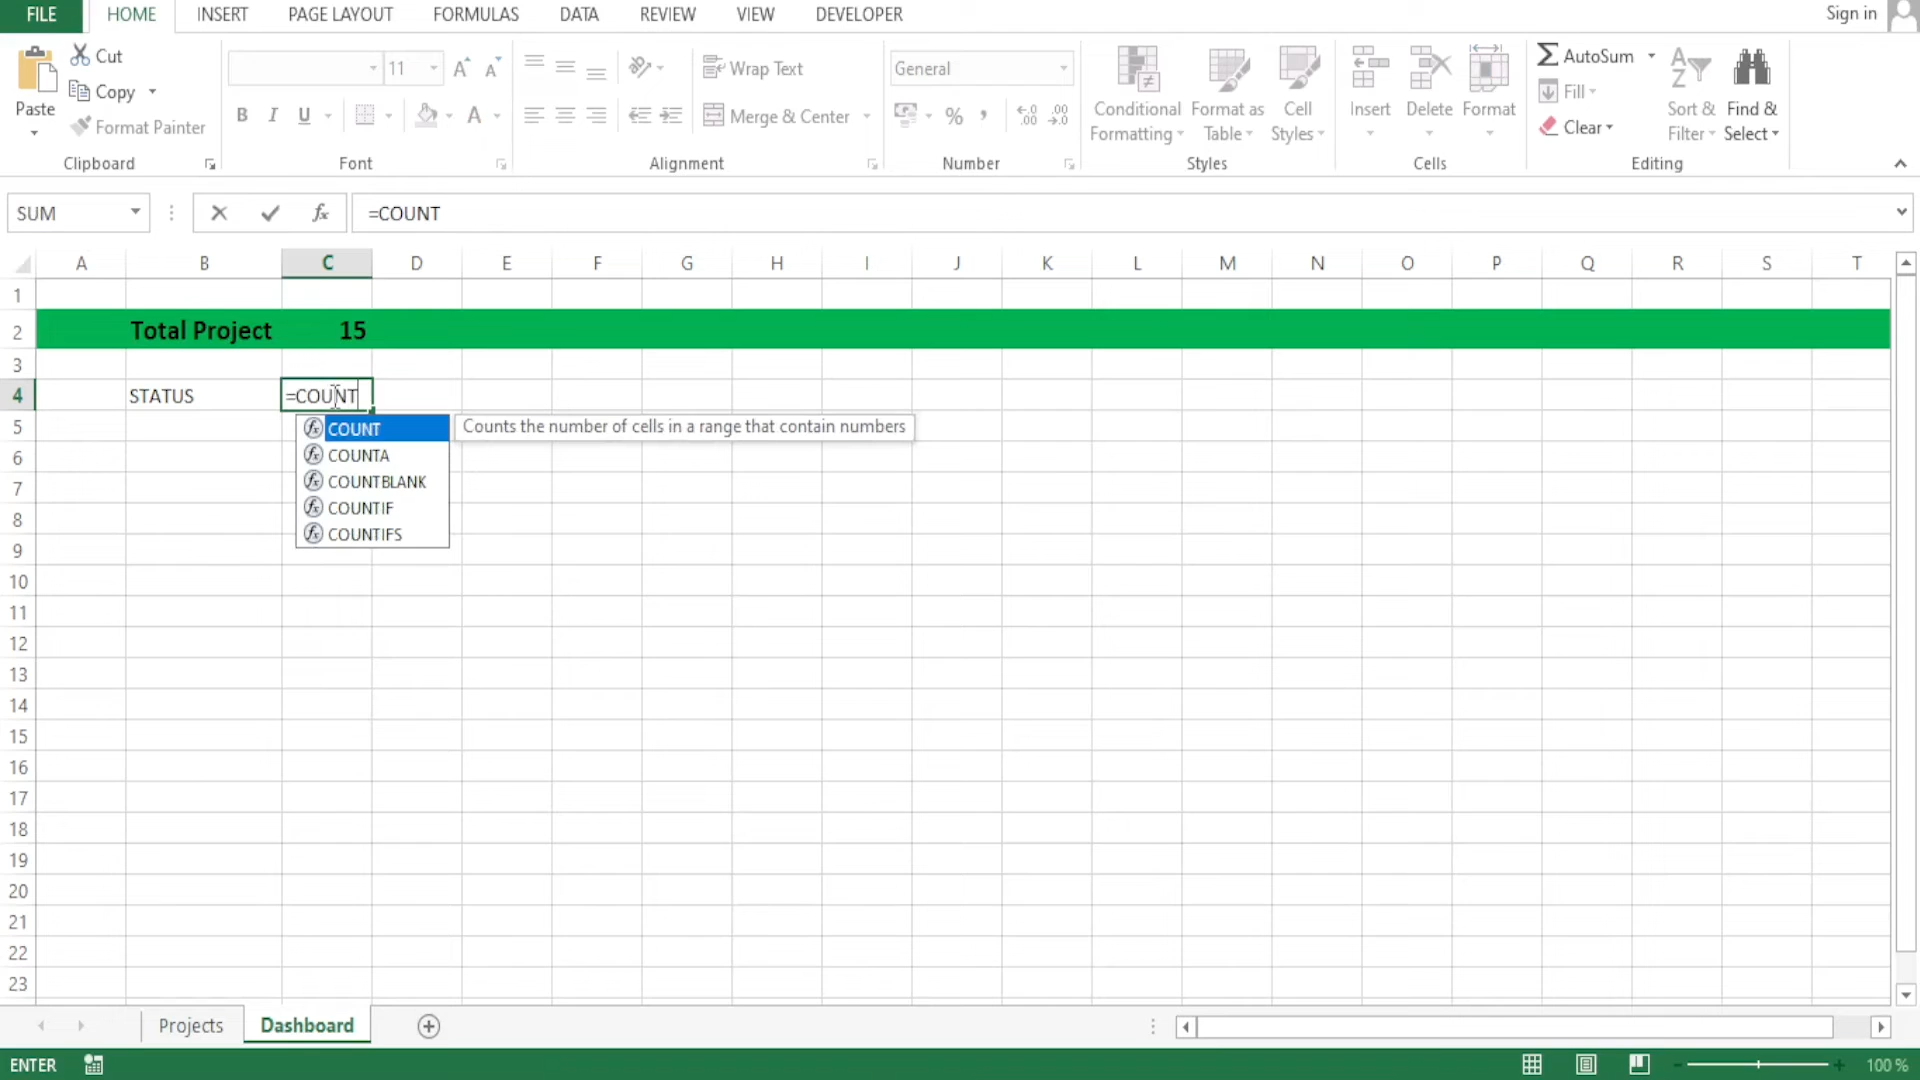 FILE HOME INSERT PAGE LAYOUT FORMULAS DATA REVIEW VIEW DEVELOPER Sign in
Paste
Cut
Copy
Format Painter
Clipboard
11
A A
B I U A
Font
Wrap Text
Merge & Center
Alignment
General
% , .0 .00 .00 .0
Number
Conditional Formatting
Format as Table
Cell Styles
Styles
Insert Delete Format
Cells
AutoSum
Fill
Clear
Sort & Filter
Find & Select
Editing
SUM fx =COUNT
A B C D E F G H I J K L M N O P Q R S T
1
2 Total Project 15
3
4 STATUS =COUNT
5 COUNT Counts the number of cells in a range that contain numbers
COUNTA
6
COUNTBLANK
7
COUNTIF
8
COUNTIFS
9
10
11
12
13
14
15
16
17
18
19
20
21
22
23
Projects Dashboard
ENTER 100 %